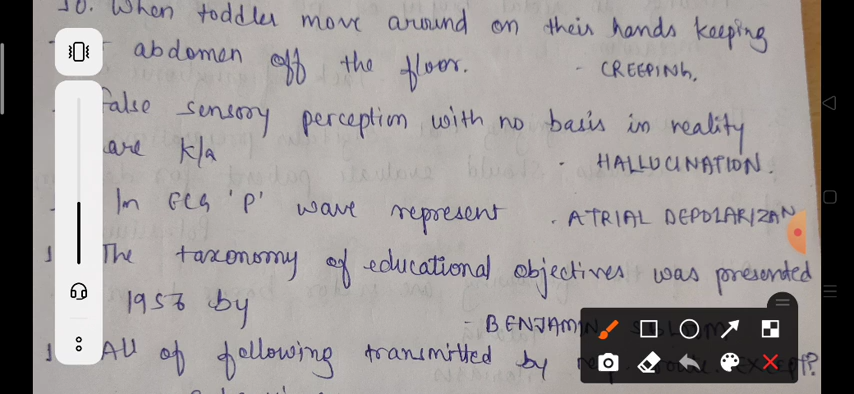 10. When toddler move around on their hands keeping
abdomen off the floor. - CREEPING.
False sensory perception with no basis in reality
are k/a - HALLUCINATION.
In ECG 'P' wave represent - ATRIAL DEPOLARIZAN
The taxonomy of educational objectives was presented
1956 by
- BENJAMIN
All of following transmitted by EXCEPT?